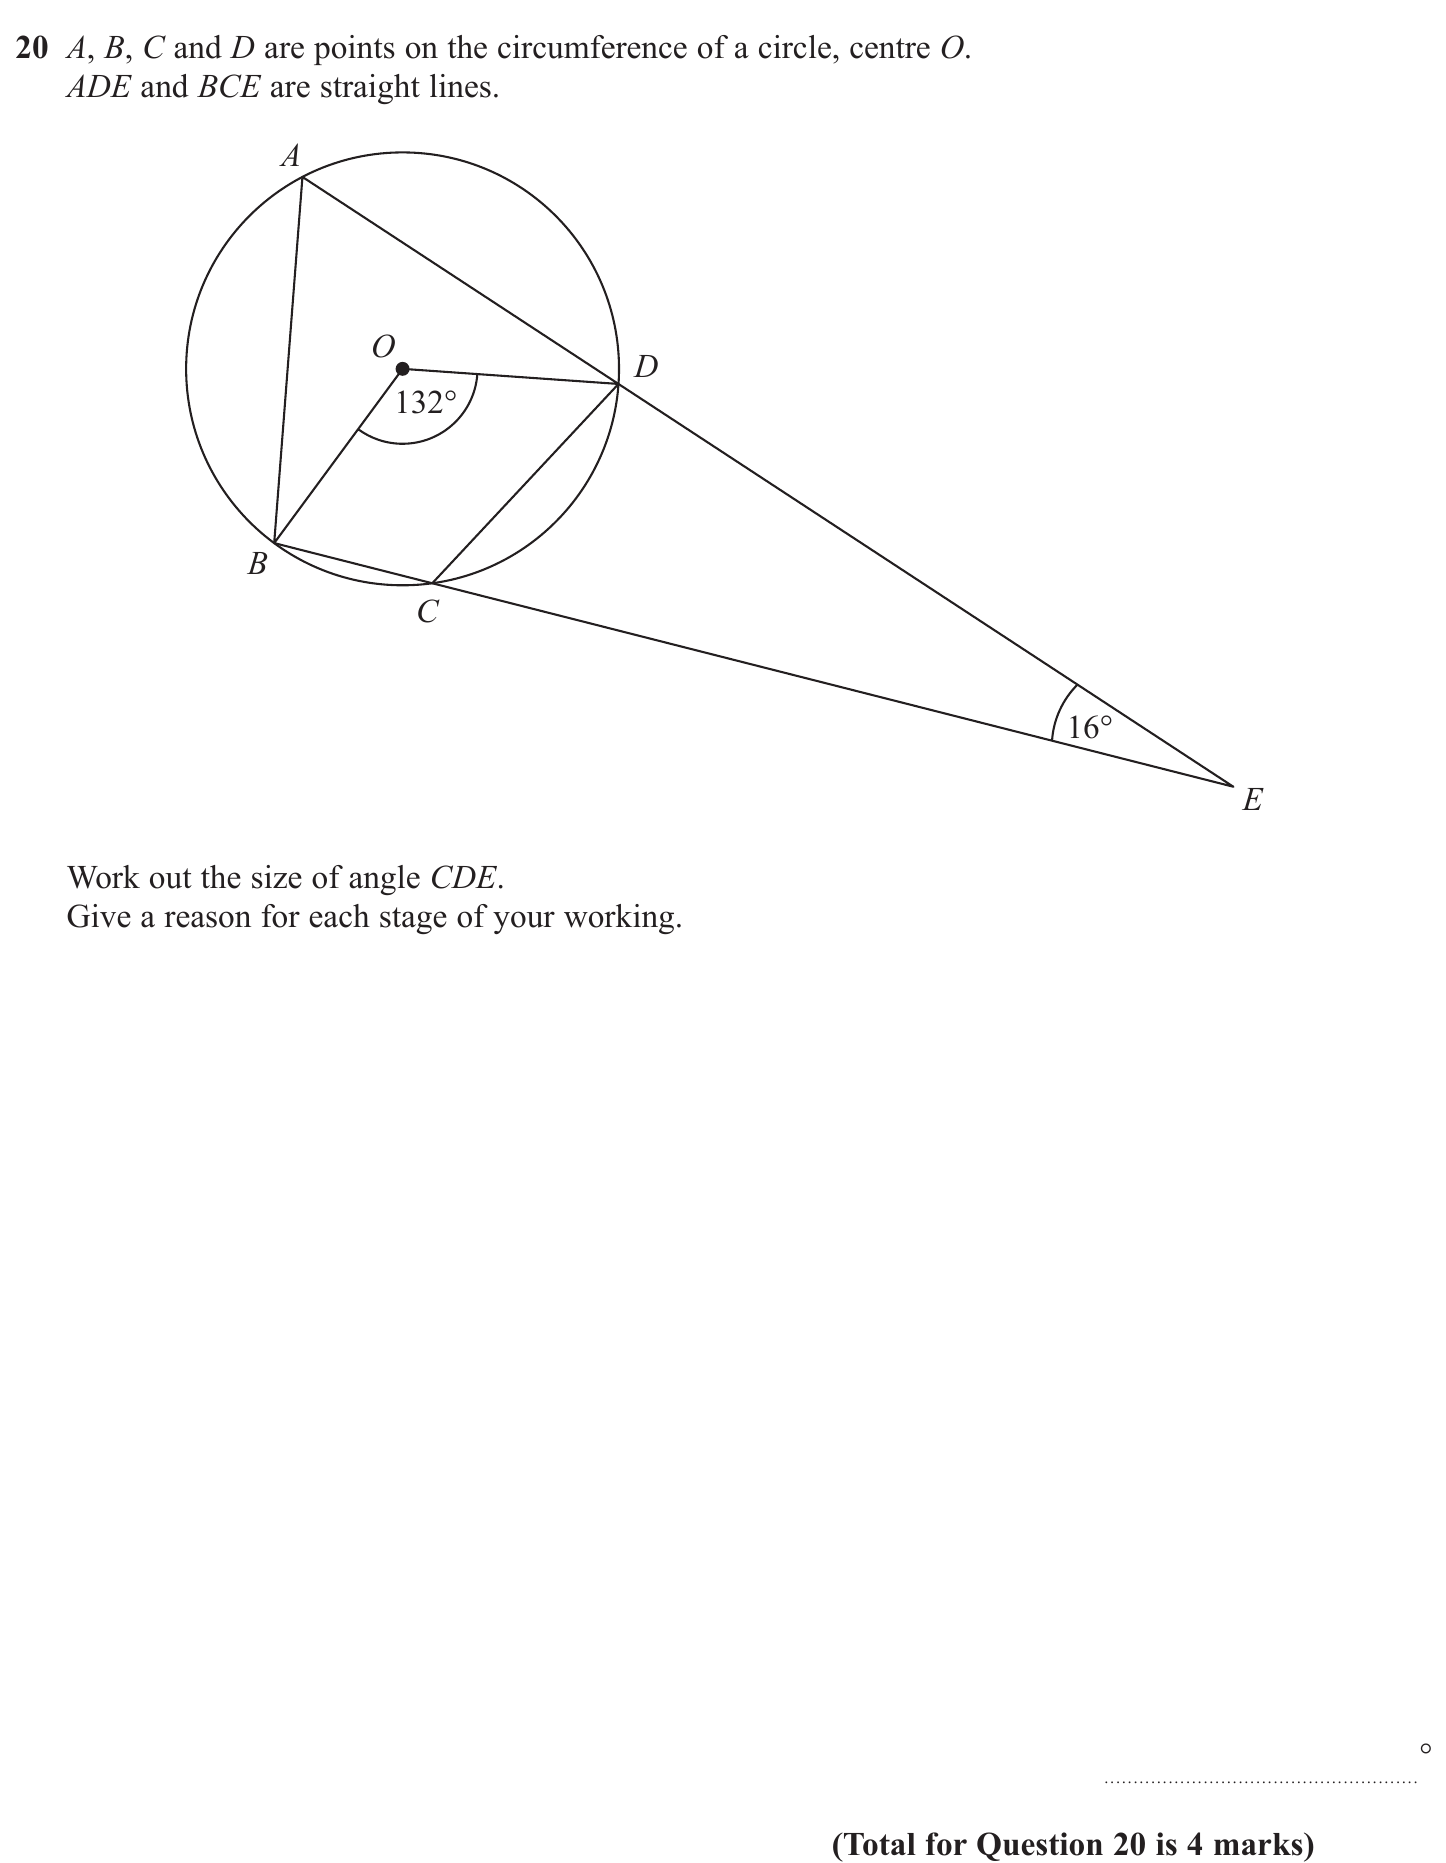 20 A, B, C and D are points on the circumference of a circle, centre O.
ADE and BCE are straight lines.
A
O
D
132°
B
C
16°
E
Work out the size of angle CDE.
Give a reason for each stage of your working.
°
(Total for Question 20 is 4 marks)